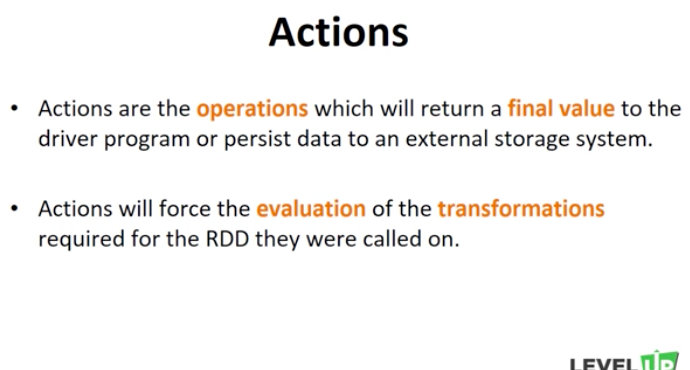 Actions
• Actions are the operations which will return a final value to the
driver program or persist data to an external storage system.
• Actions will force the evaluation of the transformations
required for the RDD they were called on.
LEVEL UP